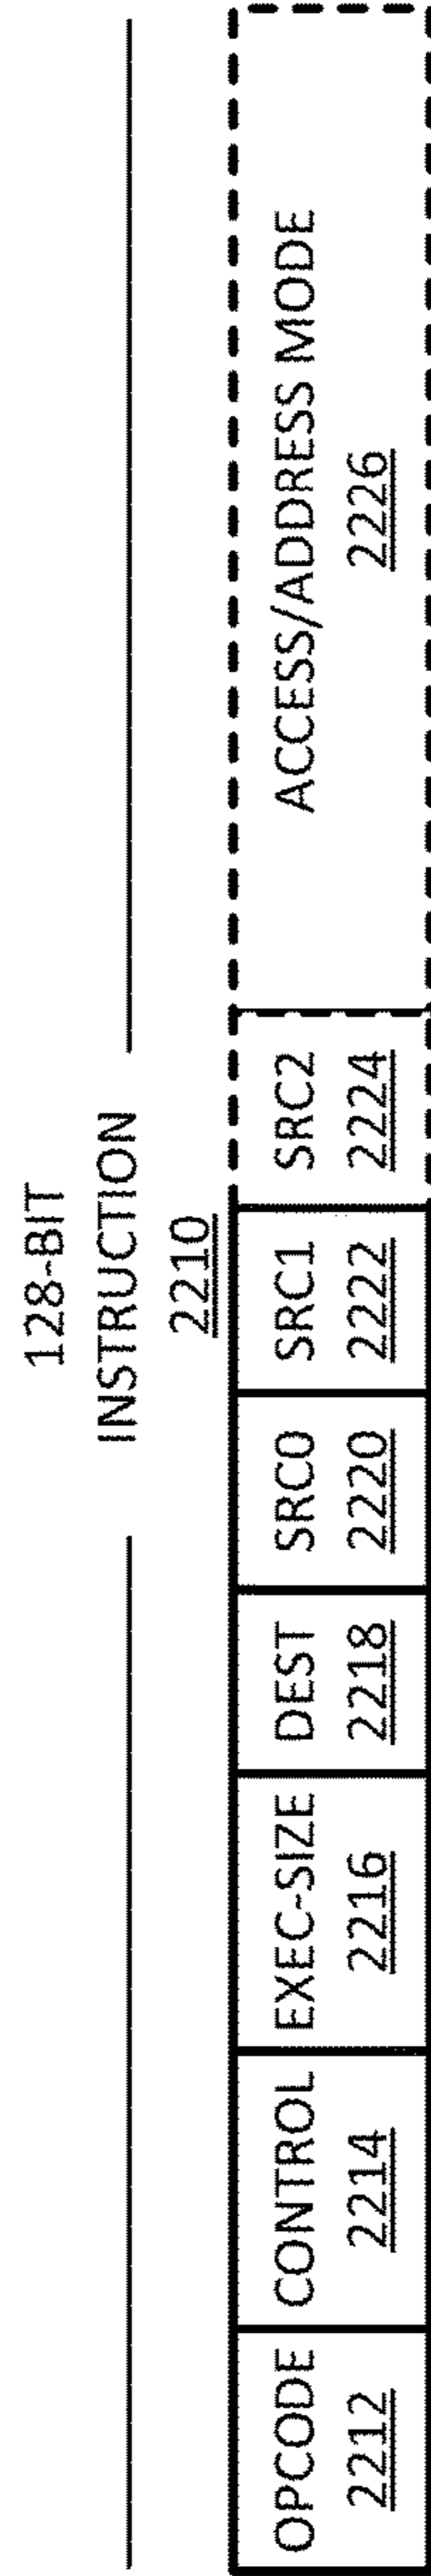 128-BIT
INSTRUCTION
2210
OPCODE
2212
CONTROL
2214
EXEC-SIZE
2216
DEST
2218
SRC0
2220
SRC1
2222
SRC2
2224
ACCESS/ADDRESS MODE
2226